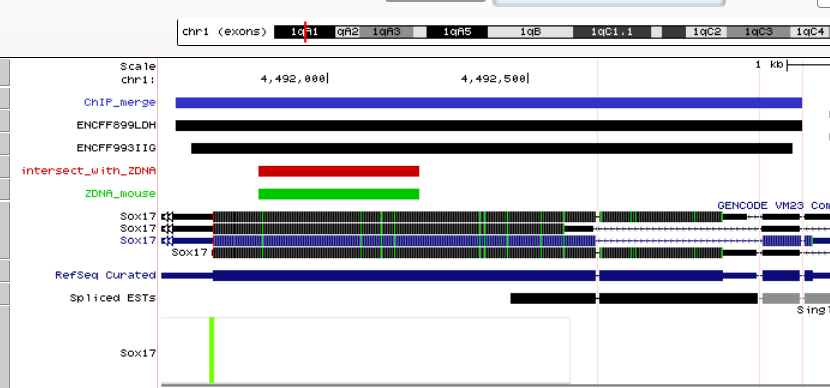 chr1 (exons) 1qA1 qA2 1qA3 1qA5 1qB 1qC1.1 1qC2 1qC3 1qC4
Scale 1 kb
chr1: 4,492,000 4,492,500
ChIP_merge
ENCFF899LDH
ENCFF993IIG
intersect_with_ZDNA
ZDNA_mouse
GENCODE VM23 Com
Sox17
Sox17
Sox17
Sox17
RefSeq Curated
Spliced ESTs
Singl
Sox17